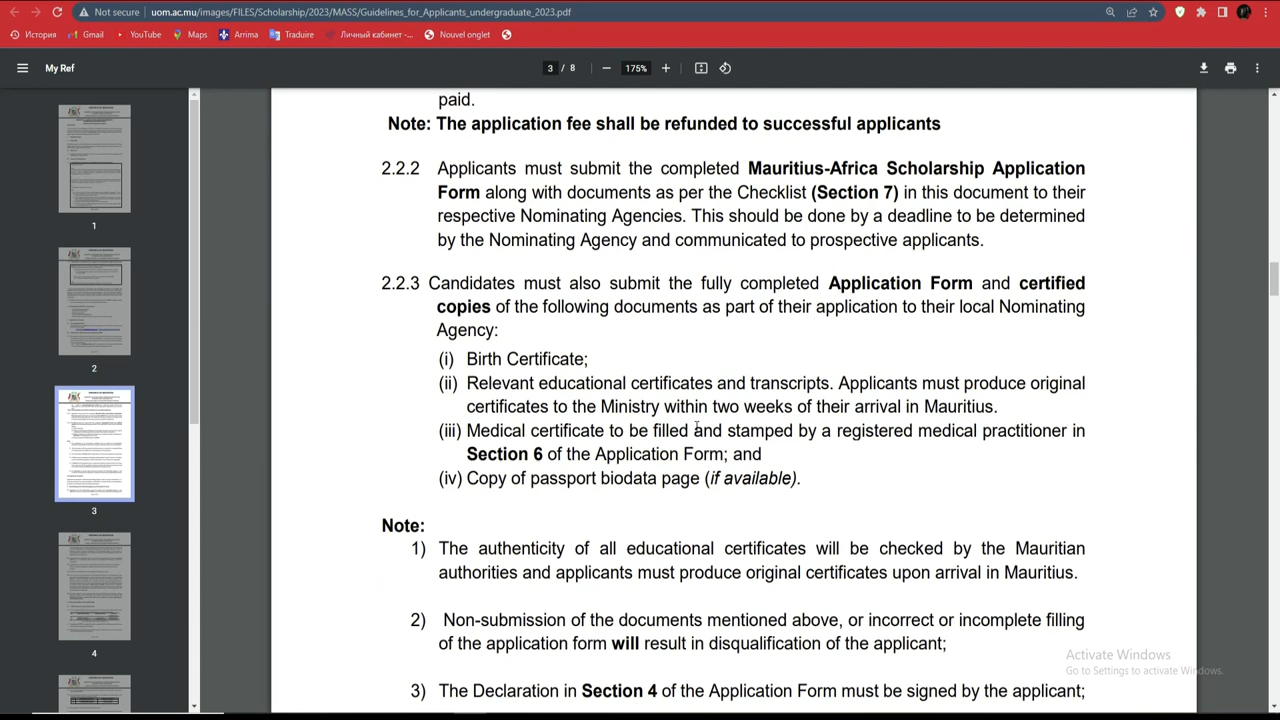 Not secure
uom.ac.mu/images/FILES/Scholarship/2023/MASS/Guidelines_for_Applicants_undergraduate_2023.pdf
История
Gmail
YouTube
Maps
Arrima
Traduire
Личный кабинет -...
Nouvel onglet
My Ref
3 / 8
175%
1
2
3
4
paid.
Note: The application fee shall be refunded to successful applicants
2.2.2 Applicants must submit the completed Mauritius-Africa Scholarship Application
Form along with documents as per the Checklist (Section 7) in this document to their
respective Nominating Agencies. This should be done by a deadline to be determined
by the Nominating Agency and communicated to prospective applicants.
2.2.3 Candidates must also submit the fully completed Application Form and certified
copies of the following documents as part of their application to their local Nominating
Agency:
(i) Birth Certificate;
(ii) Relevant educational certificates and transcripts. Applicants must produce original
certificates to the Ministry within two weeks of their arrival in Mauritius.
(iii) Medical certificate to be filled and stamped by a registered medical practitioner in
Section 6 of the Application Form; and
(iv) Copy of passport biodata page (if available).
Note:
1) The authenticity of all educational certificates will be checked by the Mauritian
authorities and applicants must produce original certificates upon arrival in Mauritius.
2) Non-submission of the documents mentioned above, or incorrect or incomplete filling
of the application form will result in disqualification of the applicant;
3) The Declaration in Section 4 of the Application Form must be signed by the applicant;
Activate Windows
Go to Settings to activate Windows.